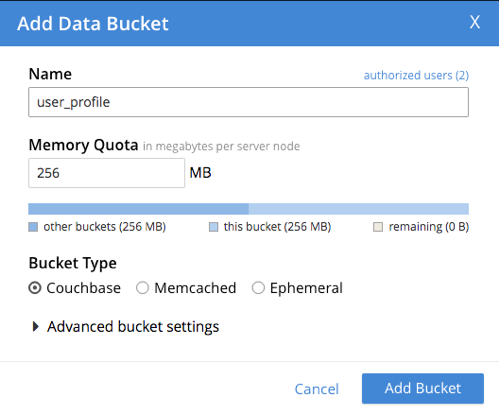 Add Data Bucket X
Name authorized users (2)
user_profile
Memory Quota in megabytes per server node
256 MB
other buckets (256 MB) this bucket (256 MB) remaining (0 B)
Bucket Type
Couchbase Memcached Ephemeral
Advanced bucket settings
Cancel Add Bucket